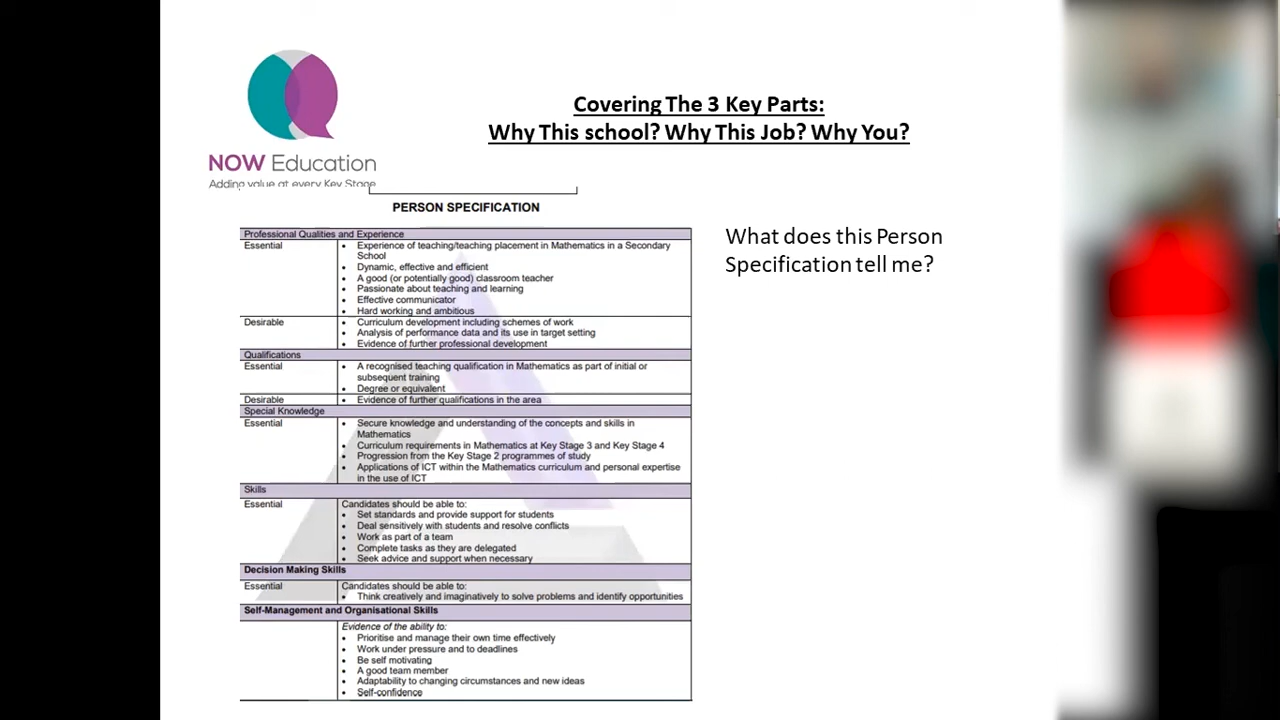 Covering The 3 Key Parts:
Why This school? Why This Job? Why You?
NOW Education
Adding value at every Key Stage
PERSON SPECIFICATION
What does this Person
Specification tell me?
Professional Qualities and Experience
Essential
• Experience of teaching/teaching placement in Mathematics in a Secondary
School
• Dynamic, effective and efficient
• A good (or potentially good) classroom teacher
• Passionate about teaching and learning
• Effective communicator
• Hard working and ambitious
Desirable
• Curriculum development including schemes of work
• Analysis of performance data and its use in target setting
• Evidence of further professional development
Qualifications
Essential
• A recognised teaching qualification in Mathematics as part of initial or
subsequent training
• Degree or equivalent
Desirable
• Evidence of further qualifications in the area
Special Knowledge
Essential
• Secure knowledge and understanding of the concepts and skills in
Mathematics
• Curriculum requirements in Mathematics at Key Stage 3 and Key Stage 4
• Progression from the Key Stage 2 programmes of study
• Applications of ICT within the Mathematics curriculum and personal expertise
in the use of ICT
Skills
Essential
Candidates should be able to:
• Set standards and provide support for students
• Deal sensitively with students and resolve conflicts
• Work as part of a team
• Complete tasks as they are delegated
• Seek advice and support when necessary
Decision Making Skills
Essential
Candidates should be able to:
• Think creatively and imaginatively to solve problems and identify opportunities
Self-Management and Organisational Skills
Evidence of the ability to:
• Prioritise and manage their own time effectively
• Work under pressure and to deadlines
• Be self motivating
• A good team member
• Adaptability to changing circumstances and new ideas
• Self-confidence